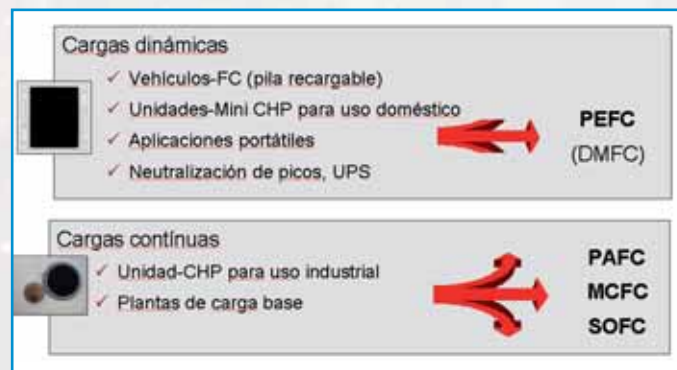 Cargas dinámicas
✓ Vehículos-FC (pila recargable)
✓ Unidades-Mini CHP para uso doméstico
✓ Aplicaciones portátiles
✓ Neutralización de picos, UPS
PEFC
(DMFC)
Cargas contínuas
✓ Unidad-CHP para uso industrial
✓ Plantas de carga base
PAFC
MCFC
SOFC